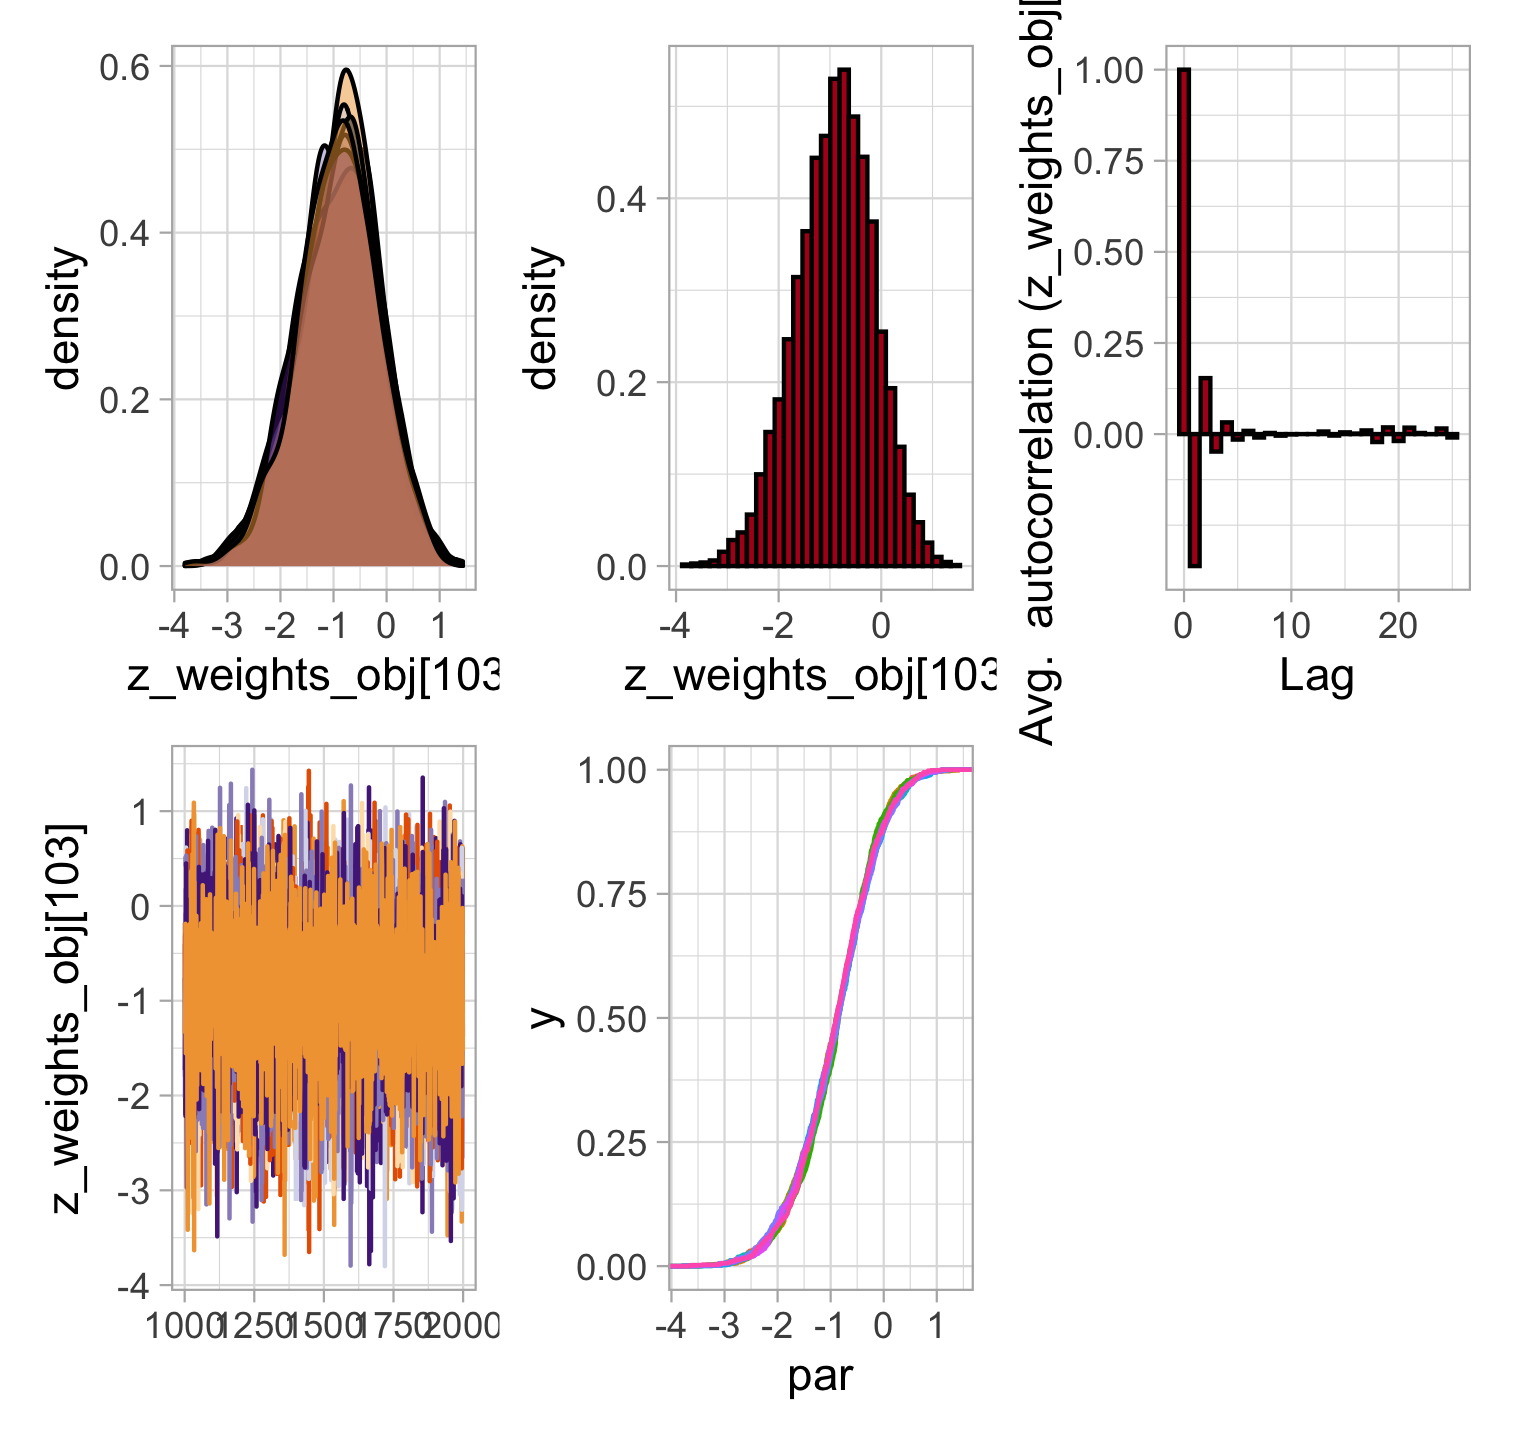 density
0.6
0.4
0.2
0.0
-4 -3 -2 -1 0 1
z_weights_obj[103
density
0.4
0.2
0.0
-4 -2 0
z_weights_obj[103
Avg. autocorrelation (z_weights_obj[
1.00
0.75
0.50
0.25
0.00
0 10 20
Lag
z_weights_obj[103]
1
0
-1
-2
-3
-4
1000 1250 1500 1750 2000
y
1.00
0.75
0.50
0.25
0.00
-4 -3 -2 -1 0 1
par